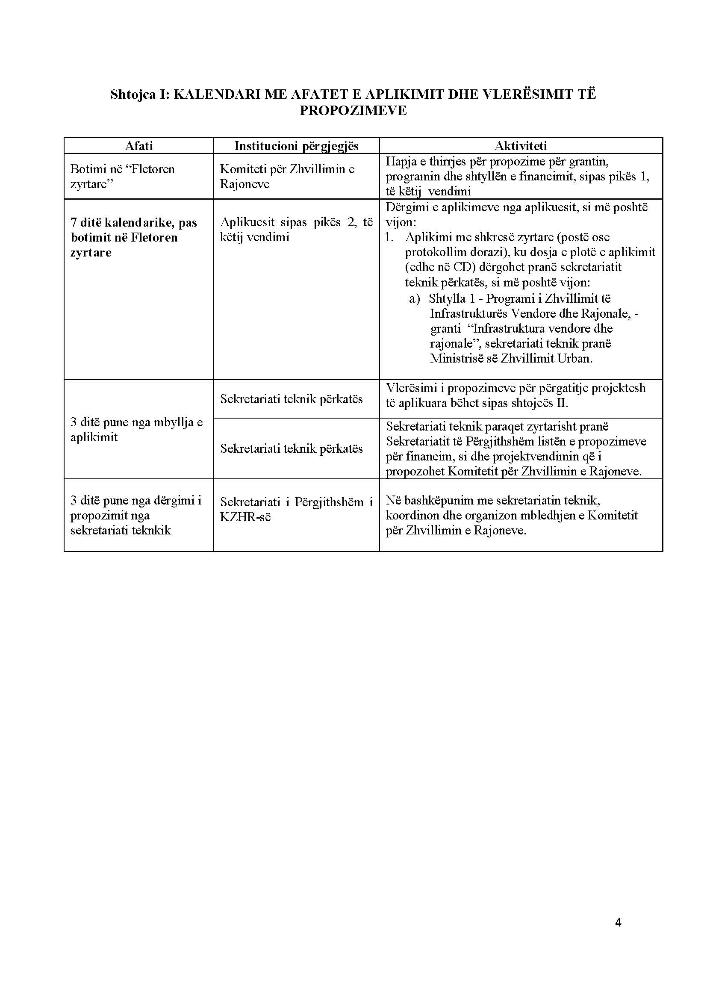 Shtojca I: KALENDARI ME AFATET E APLIKIMIT DHE VLERËSIMIT TË
PROPOZIMEVE
Afati
Institucioni përgjegjës
Aktiviteti
Botimi në “Fletoren
zyrtare”
Komiteti për Zhvillimin e
Rajoneve
Hapja e thirrjes për propozime për grantin,
programin dhe shtyllën e financimit, sipas pikës 1,
të këtij vendimi
7 ditë kalendarike, pas
botimit në Fletoren
zyrtare
Aplikuesit sipas pikës 2, të
këtij vendimi
Dërgimi e aplikimeve nga aplikuesit, si më poshtë
vijon:
1. Aplikimi me shkresë zyrtare (postë ose
protokollim dorazi), ku dosja e plotë e aplikimit
(edhe në CD) dërgohet pranë sekretariatit
teknik përkatës, si më poshtë vijon:
a) Shtylla 1 - Programi i Zhvillimit të
Infrastrukturës Vendore dhe Rajonale, -
granti “Infrastruktura vendore dhe
rajonale”, sekretariati teknik pranë
Ministrisë së Zhvillimit Urban.
3 ditë pune nga mbyllja e
aplikimit
Sekretariati teknik përkatës
Vlerësimi i propozimeve për përgatitje projektesh
të aplikuara bëhet sipas shtojcës II.
Sekretariati teknik përkatës
Sekretariati teknik paraqet zyrtarisht pranë
Sekretariatit të Përgjithshëm listën e propozimeve
për financim, si dhe projektvendimin që i
propozohet Komitetit për Zhvillimin e Rajoneve.
3 ditë pune nga dërgimi i
propozimit nga
sekretariati teknkik
Sekretariati i Përgjithshëm i
KZHR-së
Në bashkëpunim me sekretariatin teknik,
koordinon dhe organizon mbledhjen e Komitetit
për Zhvillimin e Rajoneve.
4